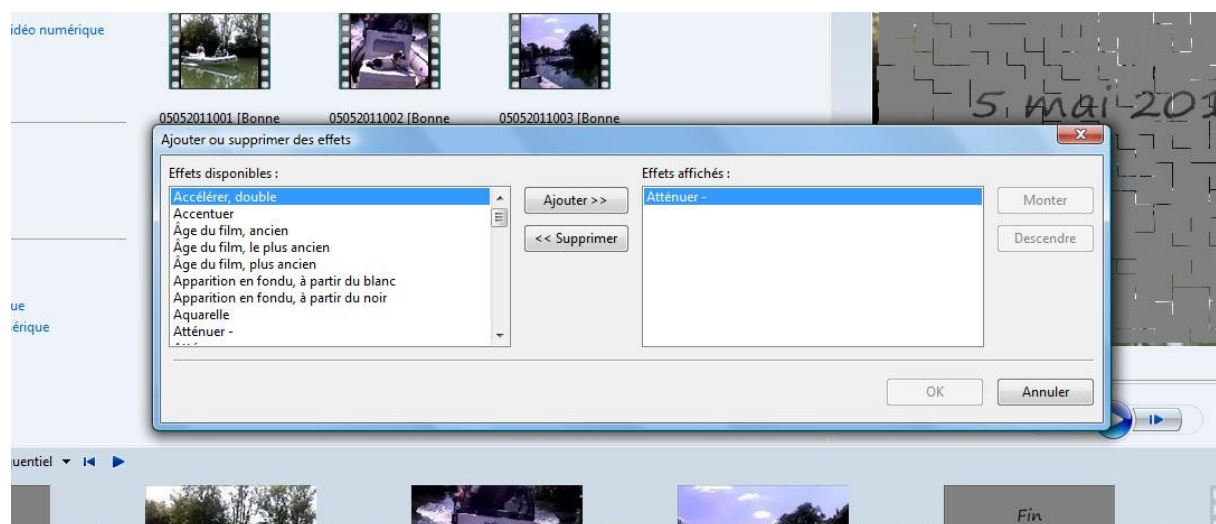 idéo numérique
05052011001 [Bonne
05052011002 [Bonne
05052011003 [Bonne
5 mai 201
Ajouter ou supprimer des effets
Effets disponibles :
Accélérer, double
Accentuer
Âge du film, ancien
Âge du film, le plus ancien
Âge du film, plus ancien
Apparition en fondu, à partir du blanc
Apparition en fondu, à partir du noir
Aquarelle
Atténuer -
Ajouter >>
<< Supprimer
Effets affichés :
Atténuer -
Monter
Descendre
OK
Annuler
ue
érique
uentiel
Fin